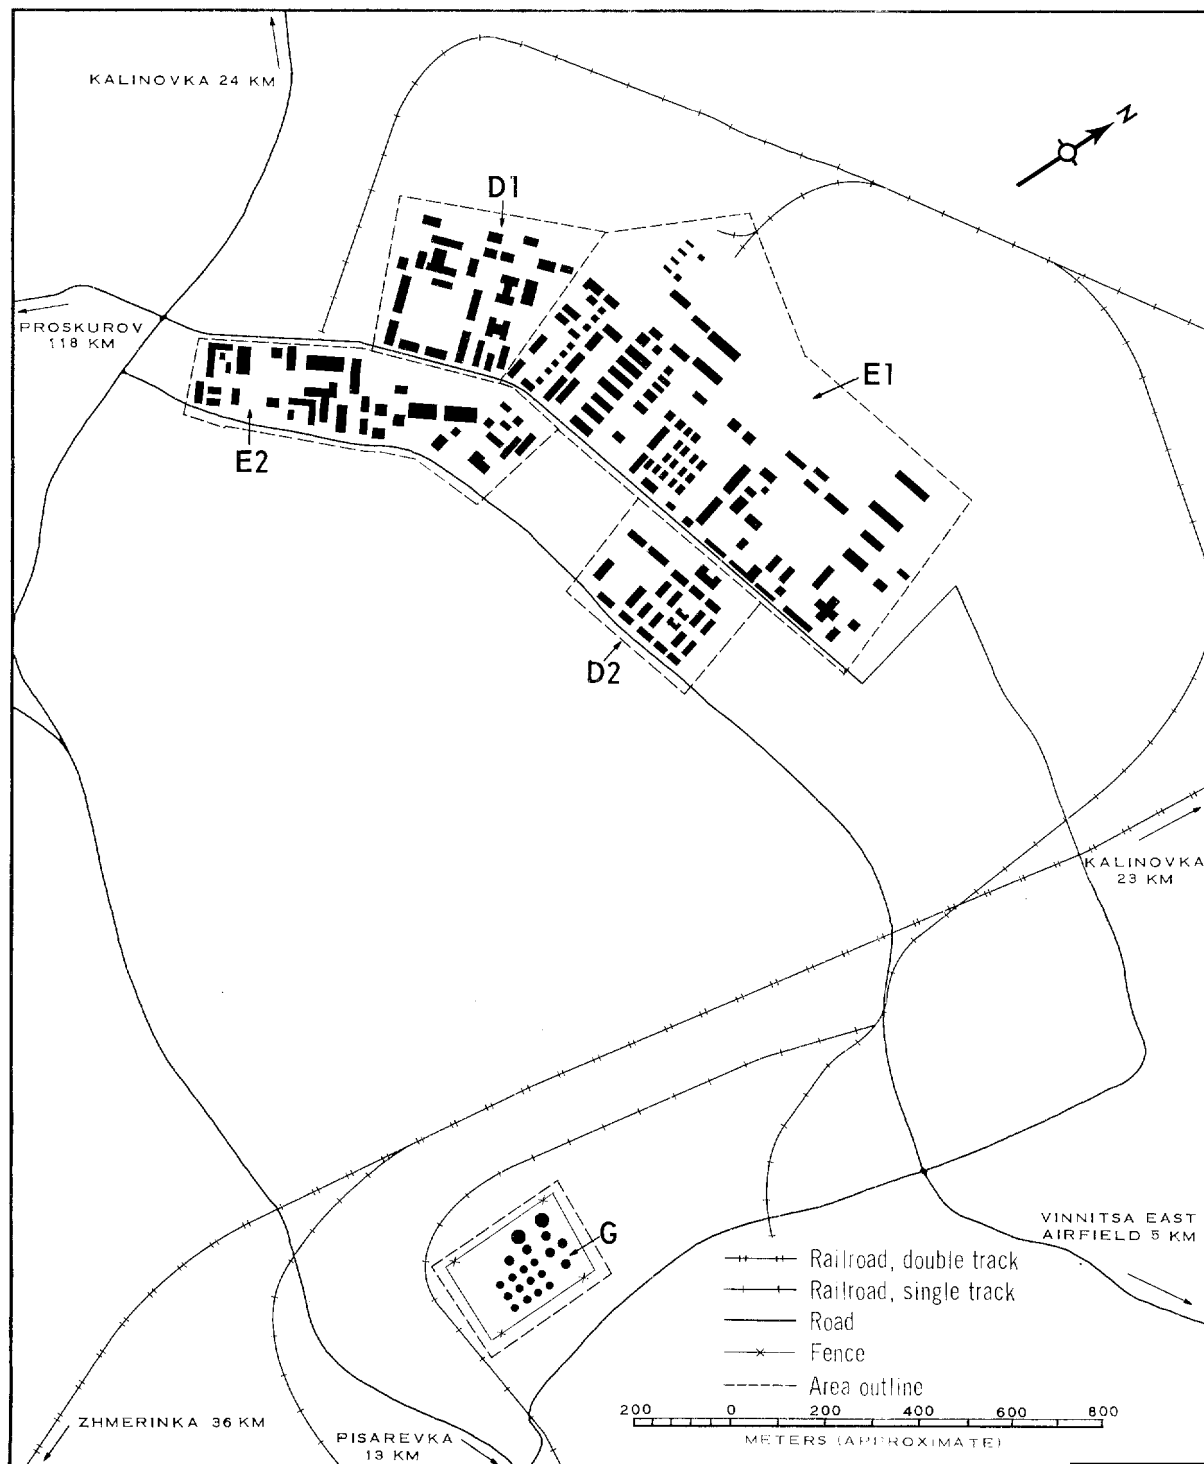 KALINOVKA 24 KM
N
D1
PROSKUROV
118 KM
E1
E2
D2
KALINOVKA
23 KM
G
VINNITSA EAST
AIRFIELD 5 KM
Railroad, double track
Railroad, single track
Road
Fence
Area outline
200 0 200 400 600 800
METERS (APPROXIMATE)
ZHMERINKA 36 KM
PISAREVKA
13 KM